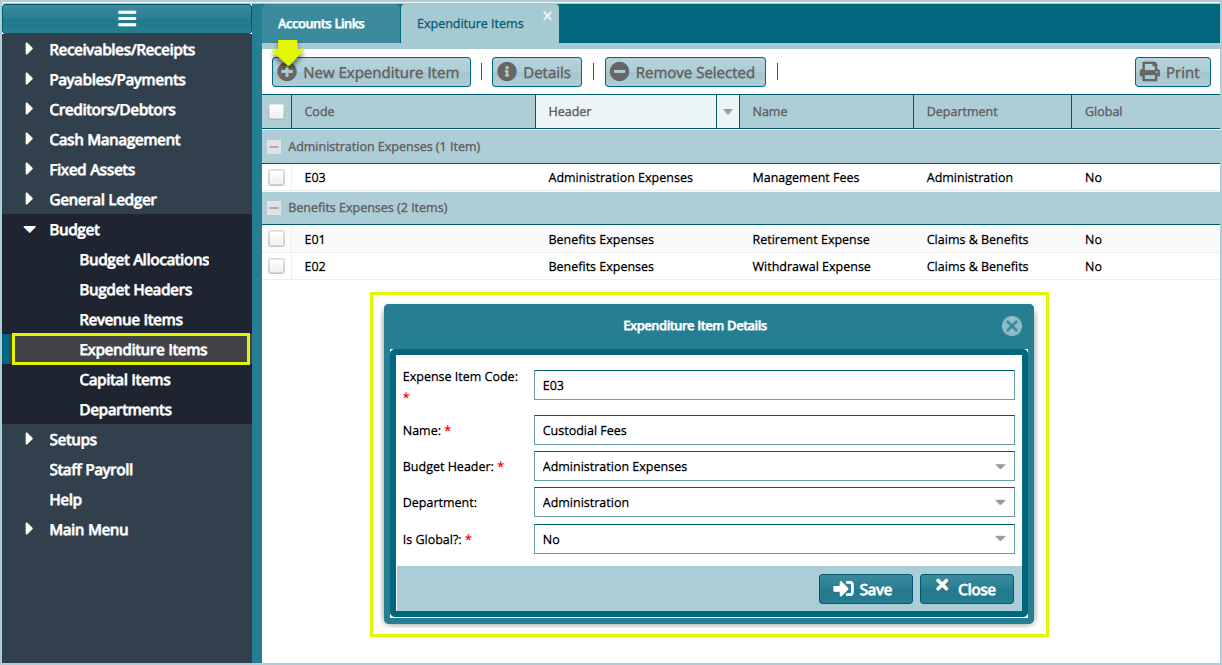 Accounts Links
Expenditure Items
Receivables/Receipts
Payables/Payments
Creditors/Debtors
Cash Management
Fixed Assets
General Ledger
Budget
Budget Allocations
Bugdet Headers
Revenue Items
Expenditure Items
Capital Items
Departments
Setups
Staff Payroll
Help
Main Menu
New Expenditure Item | Details | Remove Selected | Print
Code Header Name Department Global
Administration Expenses (1 Item)
E03 Administration Expenses Management Fees Administration No
Benefits Expenses (2 Items)
E01 Benefits Expenses Retirement Expense Claims & Benefits No
E02 Benefits Expenses Withdrawal Expense Claims & Benefits No
Expenditure Item Details
Expense Item Code: * E03
Name: * Custodial Fees
Budget Header: * Administration Expenses
Department: Administration
Is Global?: * No
Save Close